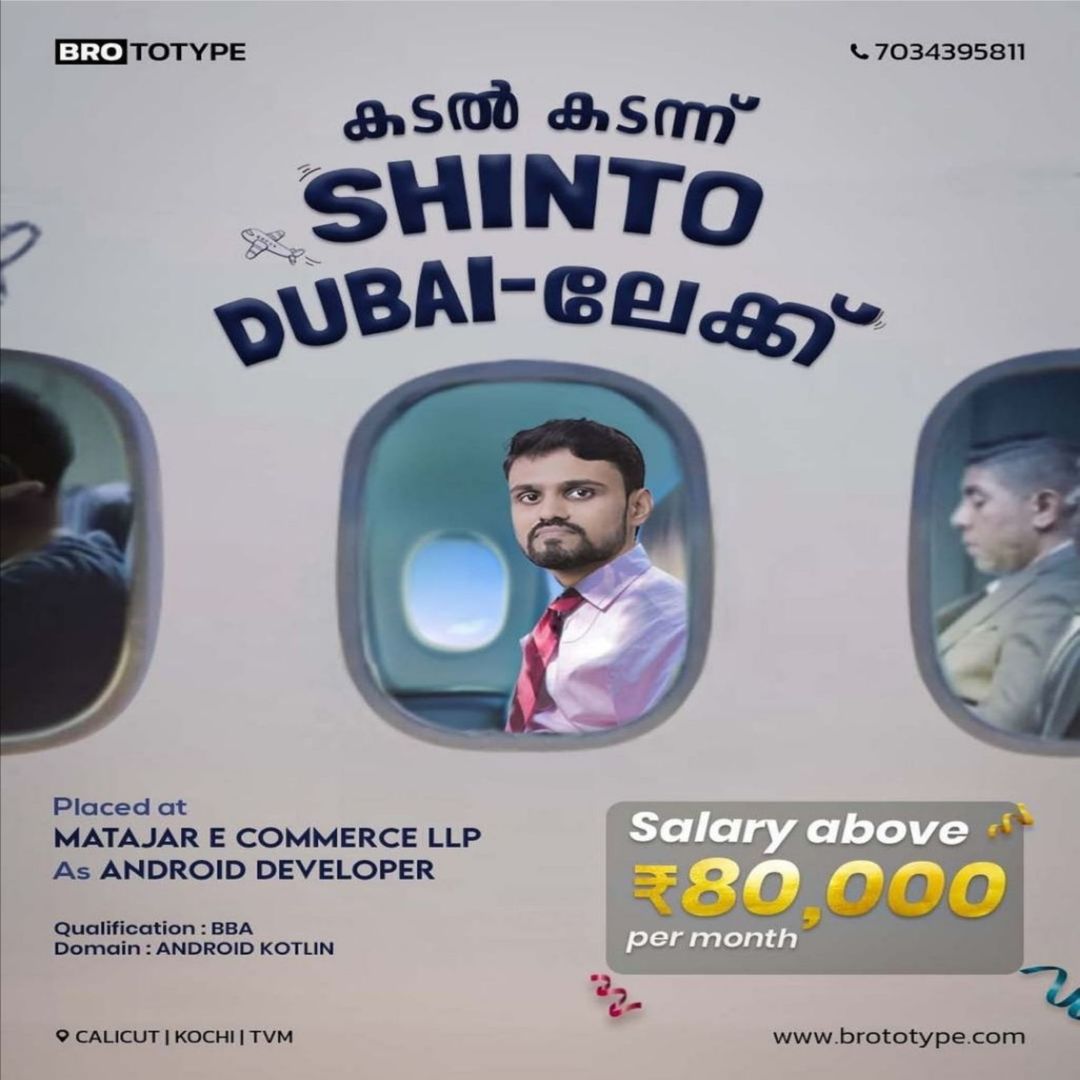 BROTOTYPE
7034395811
കടൽ കടന്ന്
SHINTO
DUBAI-ലേക്ക്
Placed at
MATAJAR E COMMERCE LLP
As ANDROID DEVELOPER
Qualification : BBA
Domain : ANDROID KOTLIN
Salary above
₹80,000
per month
CALICUT | KOCHI | TVM
www.brototype.com